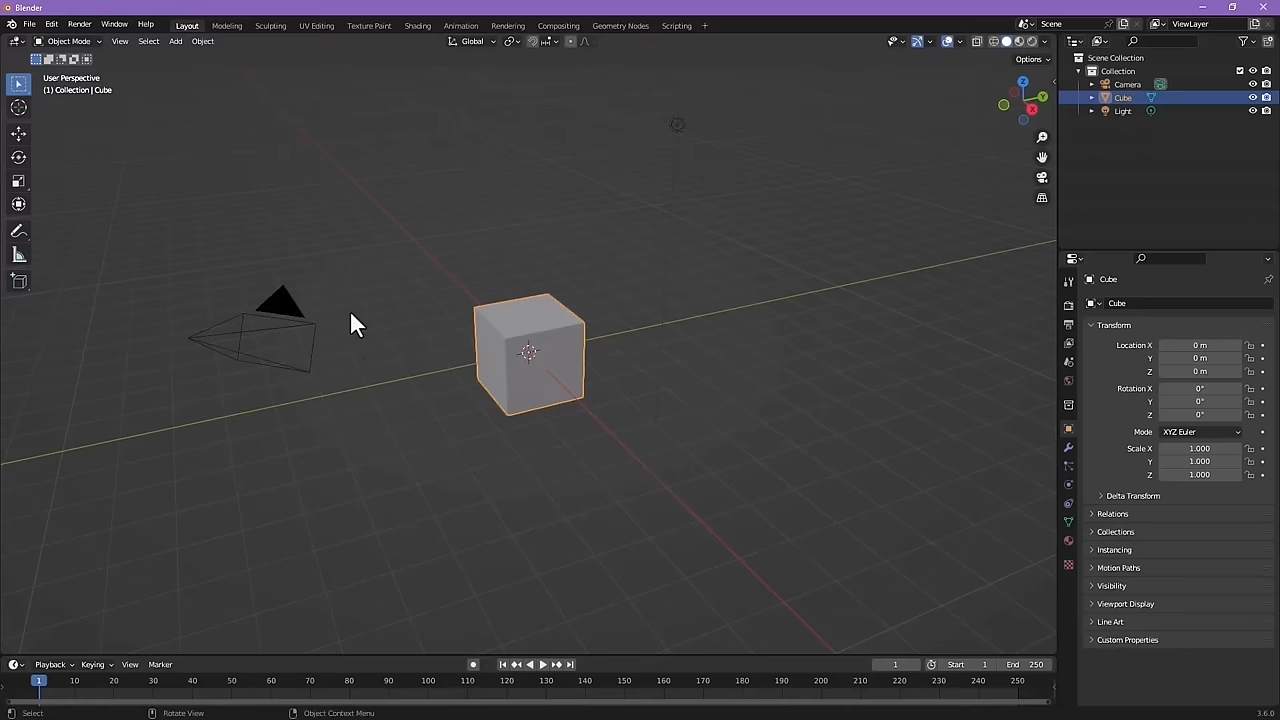 Blender
File Edit Render Window Help Layout Modeling Sculpting UV Editing Texture Paint Shading Animation Rendering Compositing Geometry Nodes Scripting + Scene ViewLayer
Object Mode View Select Add Object Global
Options
User Perspective
(1) Collection | Cube
Z
Y
X
Scene Collection
Collection
Camera
Cube
Light
Cube
Cube
Transform
Location X 0 m
Y 0 m
Z 0 m
Rotation X 0°
Y 0°
Z 0°
Mode XYZ Euler
Scale X 1.000
Y 1.000
Z 1.000
Delta Transform
Relations
Collections
Instancing
Motion Paths
Visibility
Viewport Display
Line Art
Custom Properties
Playback Keying View Marker 1 Start 1 End 250
1 10 20 30 40 50 60 70 80 90 100 110 120 130 140 150 160 170 180 190 200 210 220 230 240 250
Select Rotate View Object Context Menu 3.6.0